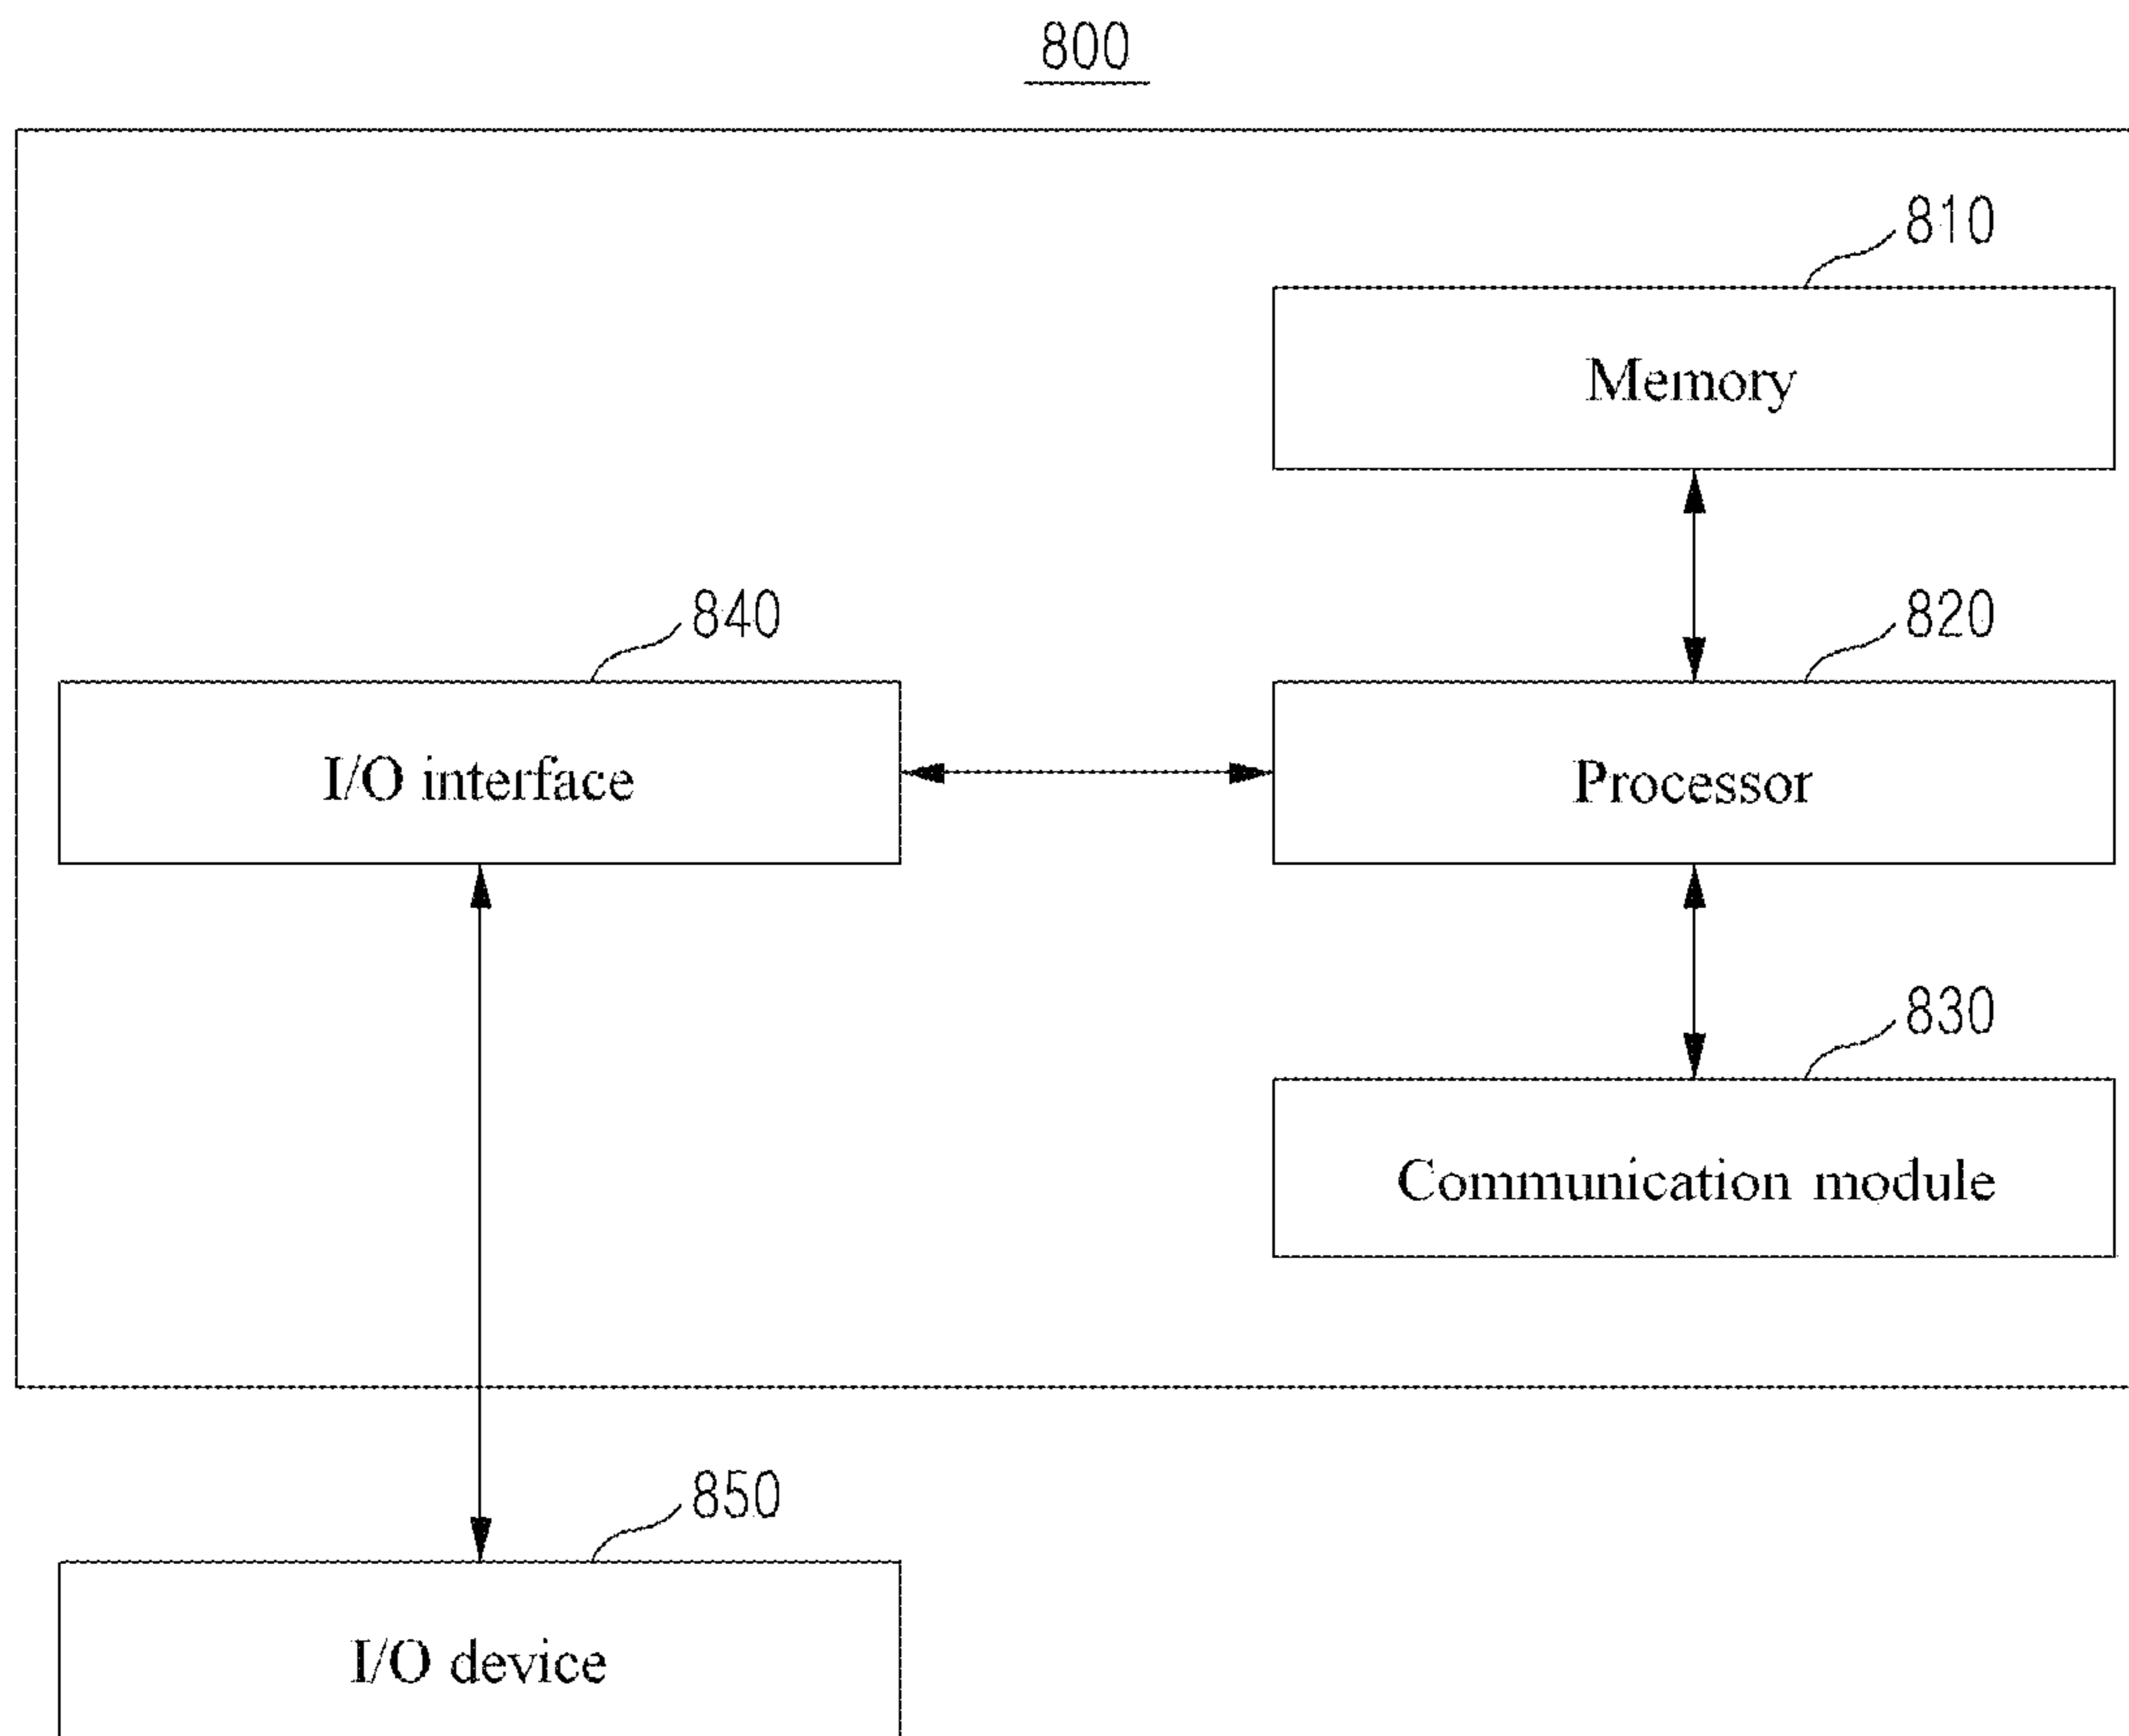 800
810
Memory
840
820
I/O interface
Processor
830
Communication module
850
I/O device